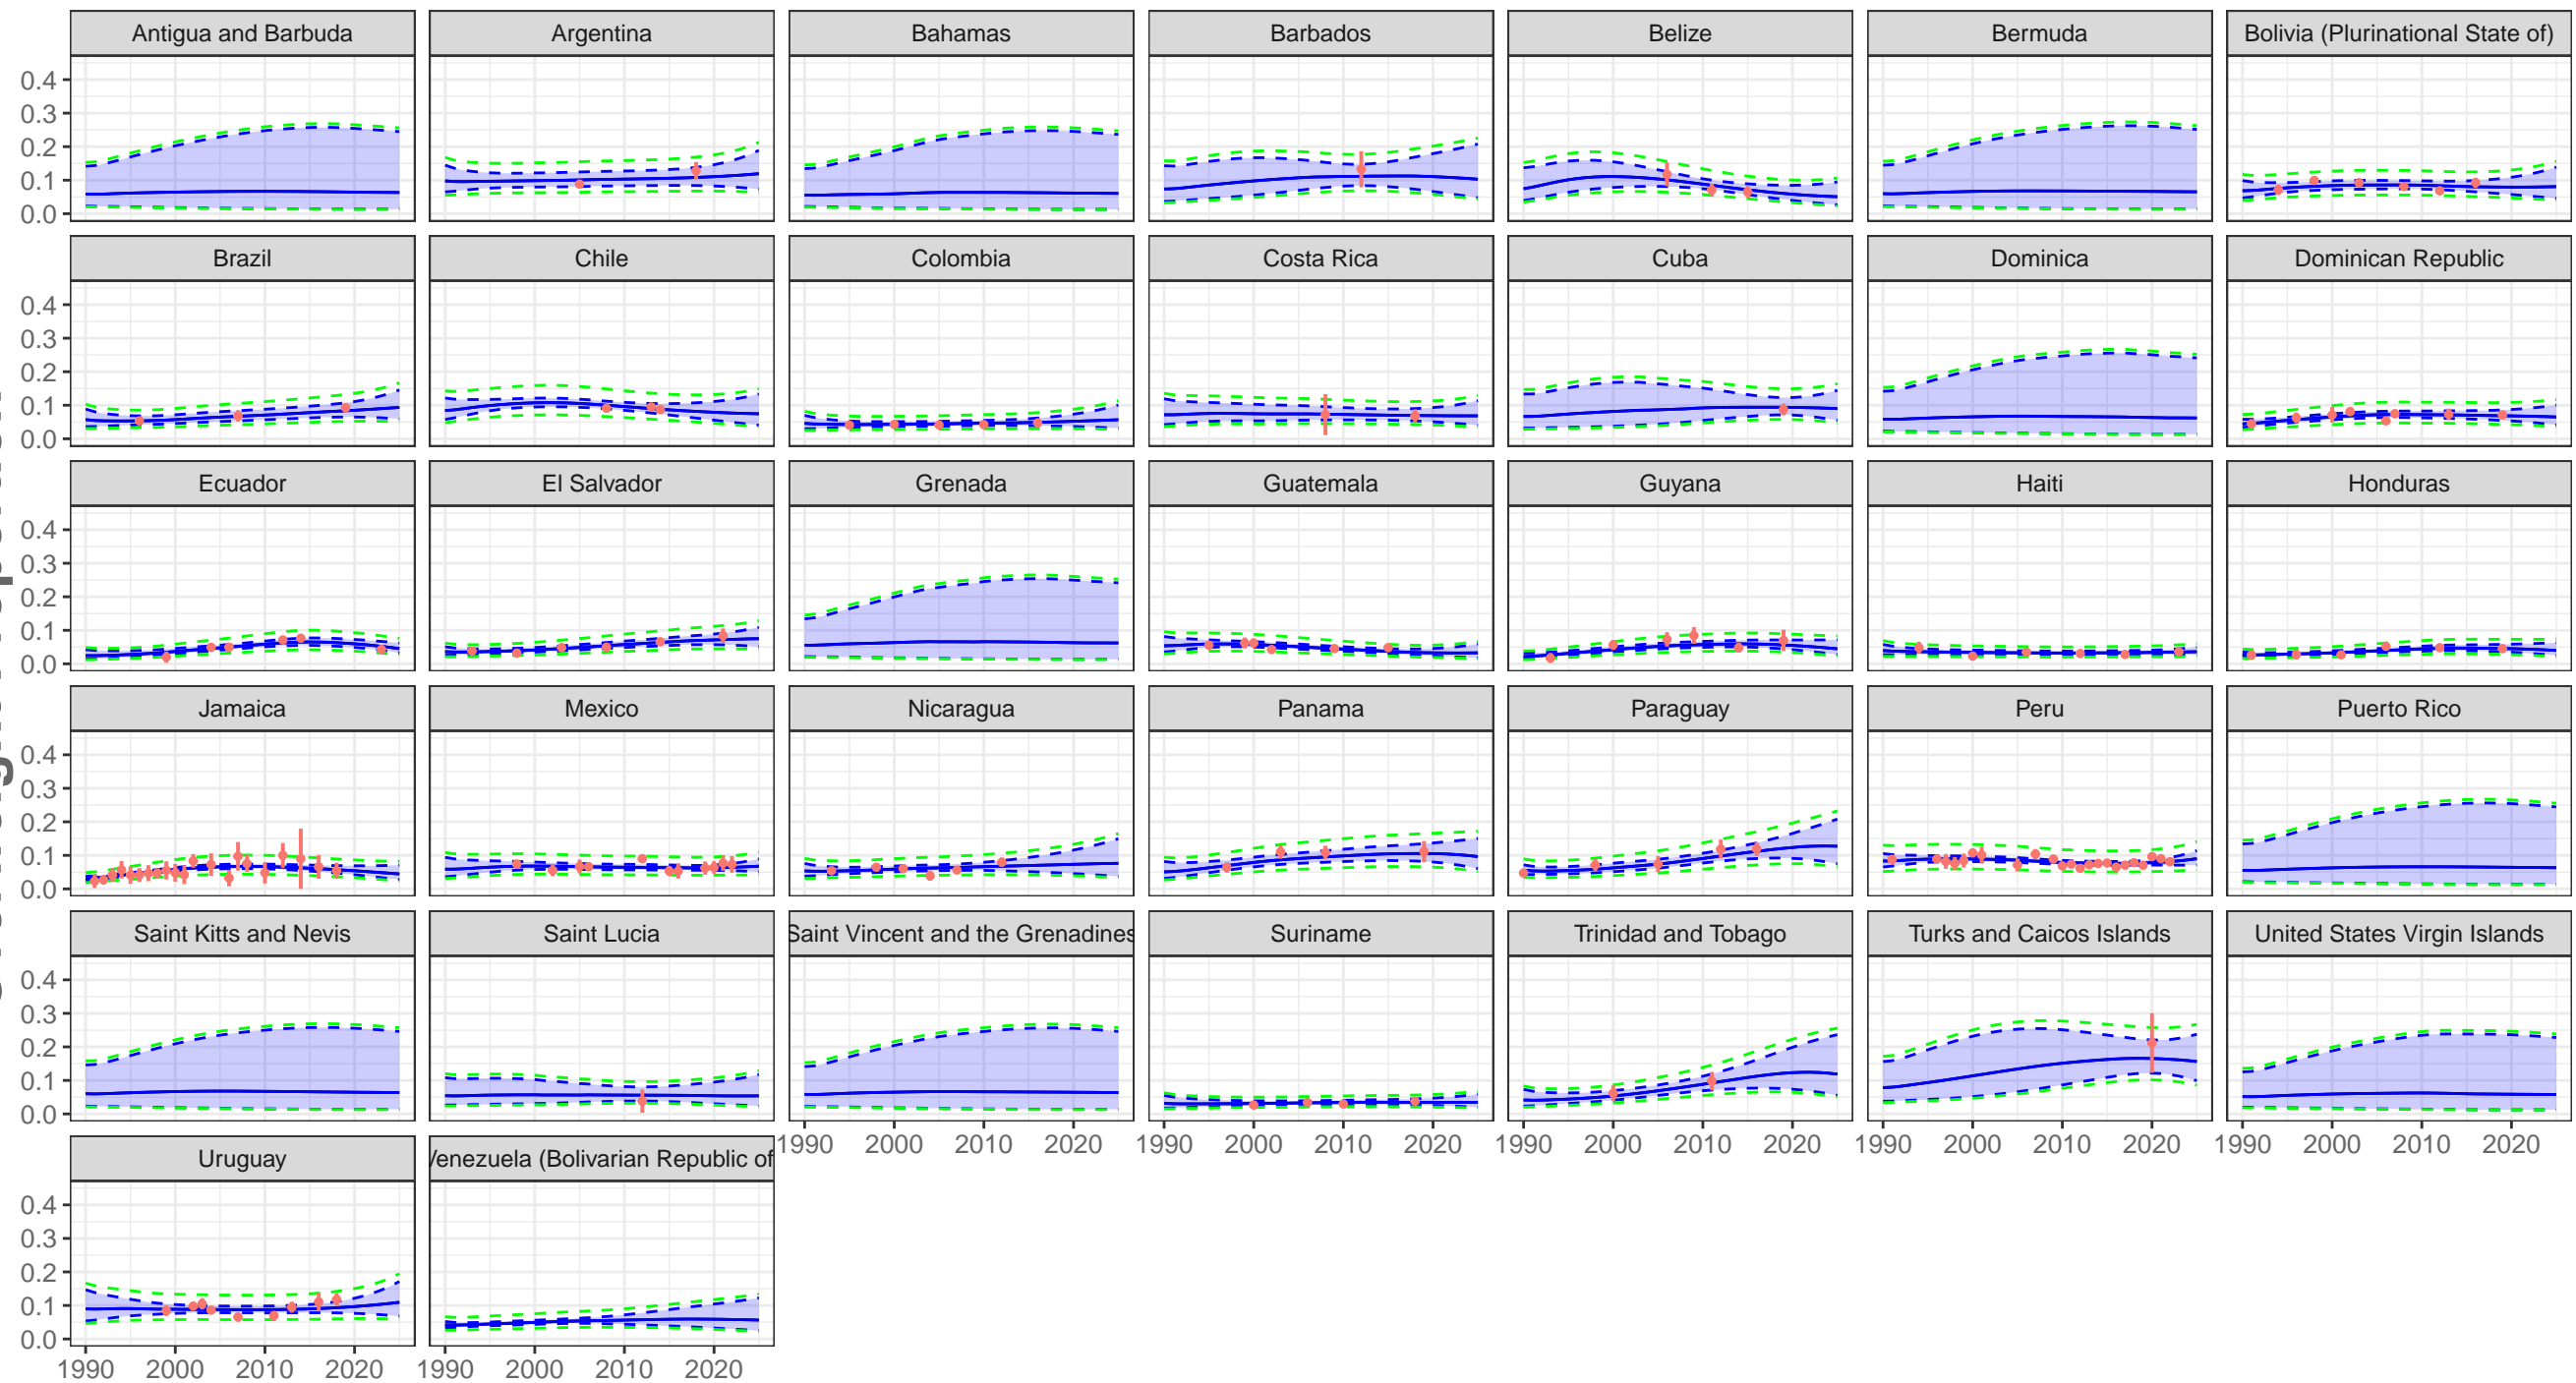 Antigua and Barbuda
Argentina
Bahamas
Barbados
Belize
Bermuda
Bolivia (Plurinational State of)
0.4
0.3
0.2
0.1
0.0
Brazil
Chile
Colombia
Costa Rica
Cuba
Dominica
Dominican Republic
0.4
0.3
0.2
0.1
0.0
Ecuador
El Salvador
Grenada
Guatemala
Guyana
Haiti
Honduras
0.4
0.3
0.2
0.1
0.0
Jamaica
Mexico
Nicaragua
Panama
Paraguay
Peru
Puerto Rico
0.4
0.3
0.2
0.1
0.0
Saint Kitts and Nevis
Saint Lucia
Saint Vincent and the Grenadines
Suriname
Trinidad and Tobago
Turks and Caicos Islands
United States Virgin Islands
0.4
0.3
0.2
0.1
0.0
1990 2000 2010 2020
1990 2000 2010 2020
1990 2000 2010 2020
1990 2000 2010 2020
1990 2000 2010 2020
Uruguay
Venezuela (Bolivarian Republic of
0.4
0.3
0.2
0.1
0.0
1990 2000 2010 2020
1990 2000 2010 2020